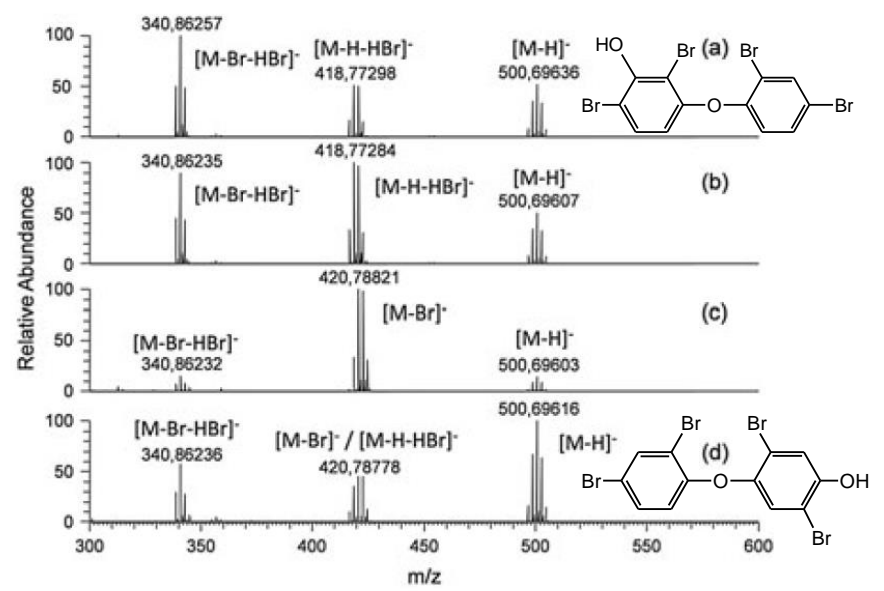 340,86257
[M-Br-HBr]-
[M-H-HBr]-
418,77298
[M-H]-
500,69636
(a)
HO
Br
Br
O
Br
Br
100
50
0
340,86235
[M-Br-HBr]-
418,77284
[M-H-HBr]-
[M-H]-
500,69607
(b)
100
50
0
420,78821
[M-Br]-
[M-Br-HBr]-
340,86232
[M-H]-
500,69603
(c)
100
50
0
500,69616
[M-Br-HBr]-
340,86236
[M-Br]- / [M-H-HBr]-
420,78778
[M-H]-
(d)
Br
Br
O
Br
OH
Br
100
50
0
Relative Abundance
300 350 400 450 500 550 600
m/z